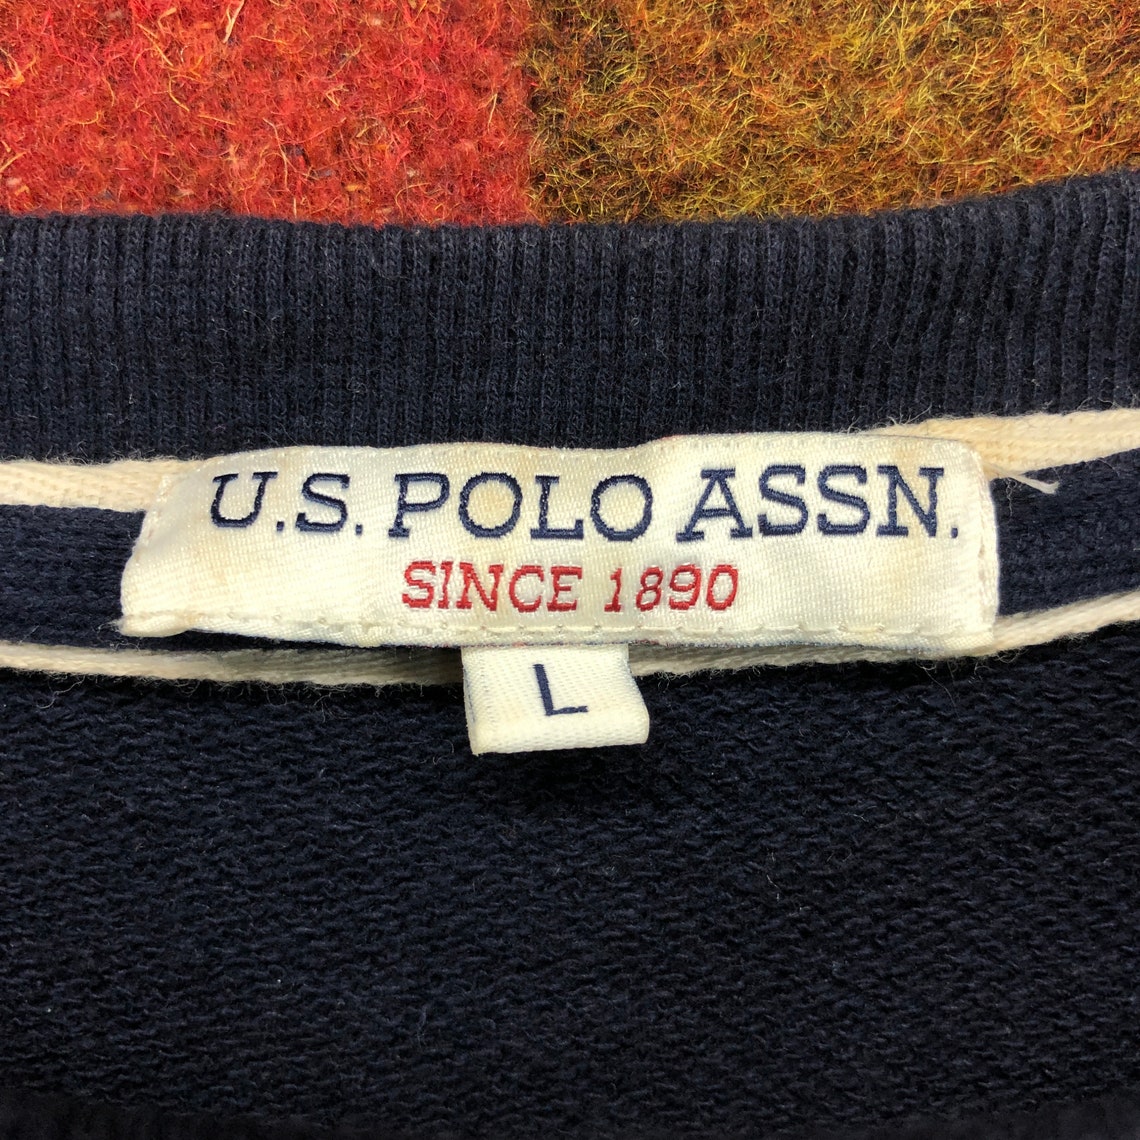 U.S. POLO ASSN.
SINCE 1890
L